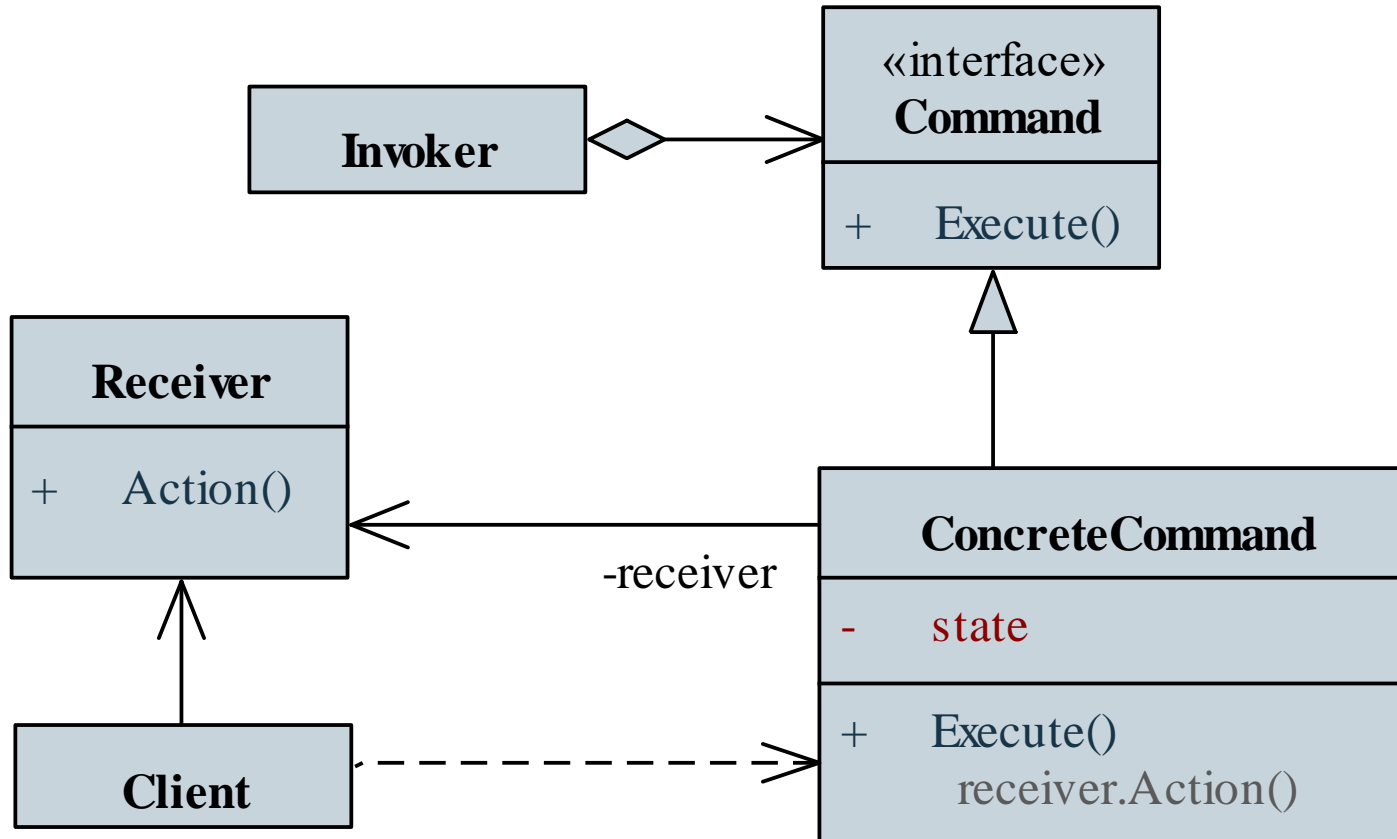 «interface»
Command
+ Execute()
Invoker
Receiver
+ Action()
-receiver
ConcreteCommand
- state
+ Execute()
receiver.Action()
Client